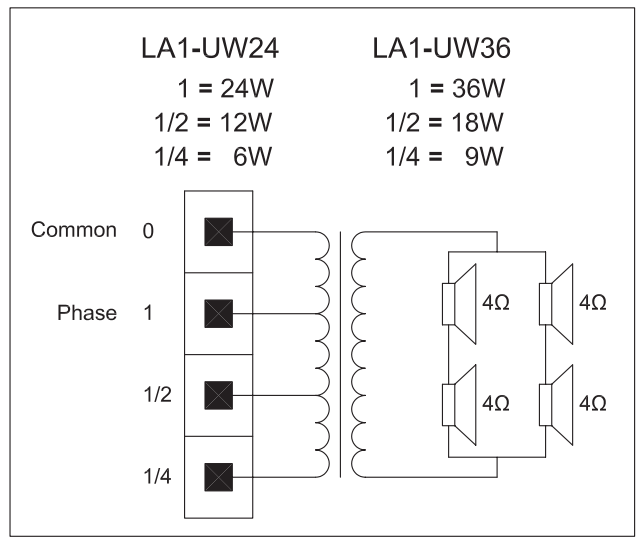 LA1-UW24 LA1-UW36
1 = 24W 1 = 36W
1/2 = 12W 1/2 = 18W
1/4 = 6W 1/4 = 9W
Common 0
Phase 1
4Ω 4Ω
1/2
4Ω 4Ω
1/4